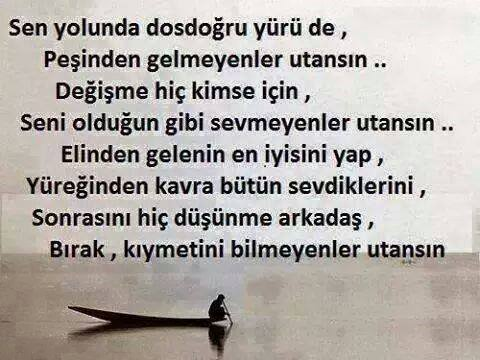 Sen yolunda dosdoğru yürü de ,
Peşinden gelmeyenler utansın ..
Değişme hiç kimse için ,
Seni olduğun gibi sevmeyenler utansın ..
Elinden gelenin en iyisini yap ,
Yüreğinden kavra bütün sevdiklerini ,
Sonrasını hiç düşünme arkadaş ,
Bırak , kıymetini bilmeyenler utansın